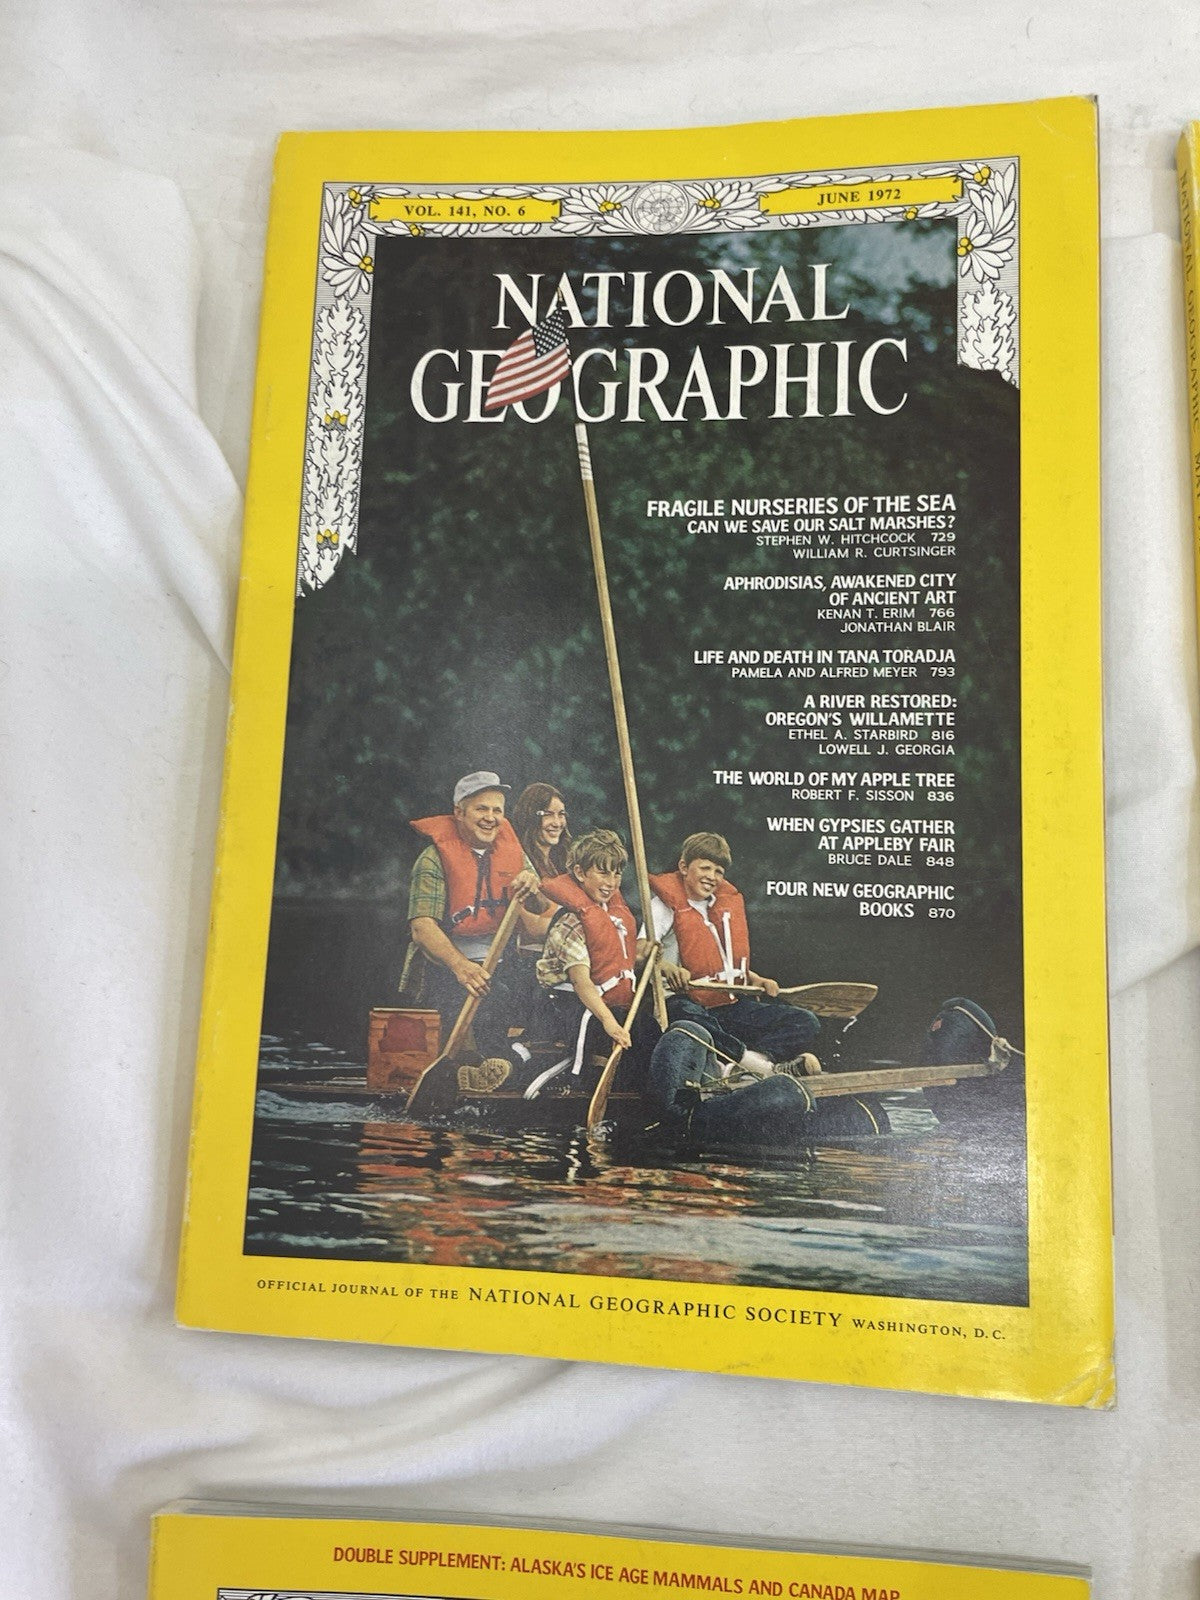 VOL. 141, NO. 6
JUNE 1972
NATIONAL
GEOGRAPHIC
FRAGILE NURSERIES OF THE SEA
CAN WE SAVE OUR SALT MARSHES?
STEPHEN W. HITCHCOCK 729
WILLIAM R. CURTSINGER
APHRODISIAS, AWAKENED CITY
OF ANCIENT ART
KENAN T. ERIM 766
JONATHAN BLAIR
LIFE AND DEATH IN TANA TORADJA
PAMELA AND ALFRED MEYER 793
A RIVER RESTORED:
OREGON'S WILLAMETTE
ETHEL A. STARBIRD 816
LOWELL J. GEORGIA
THE WORLD OF MY APPLE TREE
ROBERT F. SISSON 836
WHEN GYPSIES GATHER
AT APPLEBY FAIR
BRUCE DALE 848
FOUR NEW GEOGRAPHIC
BOOKS 870
OFFICIAL JOURNAL OF THE NATIONAL GEOGRAPHIC SOCIETY WASHINGTON, D.C.
NATIONAL GEOGRAPHIC
DOUBLE SUPPLEMENT: ALASKA'S ICE AGE MAMMALS AND CANADA MAP